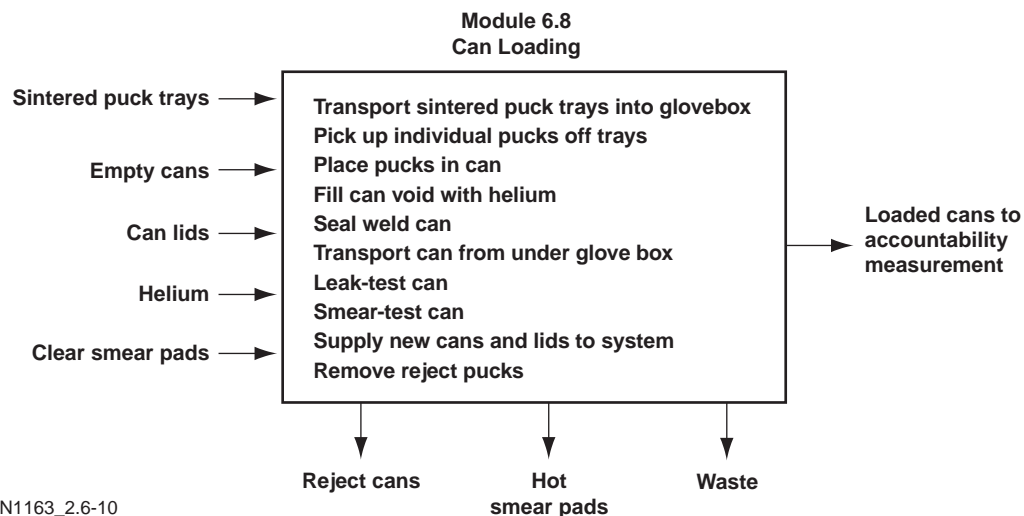 Module 6.8
Can Loading
Sintered puck trays
Empty cans
Can lids
Helium
Clear smear pads
Transport sintered puck trays into glovebox
Pick up individual pucks off trays
Place pucks in can
Fill can void with helium
Seal weld can
Transport can from under glove box
Leak-test can
Smear-test can
Supply new cans and lids to system
Remove reject pucks
Loaded cans to
accountability
measurement
Reject cans
Hot
smear pads
Waste
N1163_2.6-10